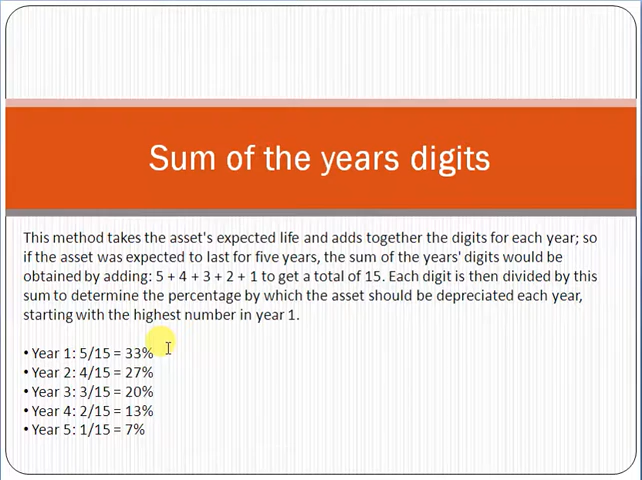 Sum of the years digits
This method takes the asset's expected life and adds together the digits for each year; so
if the asset was expected to last for five years, the sum of the years' digits would be
obtained by adding: 5 + 4 + 3 + 2 + 1 to get a total of 15. Each digit is then divided by this
sum to determine the percentage by which the asset should be depreciated each year,
starting with the highest number in year 1.
• Year 1: 5/15 = 33%
• Year 2: 4/15 = 27%
• Year 3: 3/15 = 20%
• Year 4: 2/15 = 13%
• Year 5: 1/15 = 7%